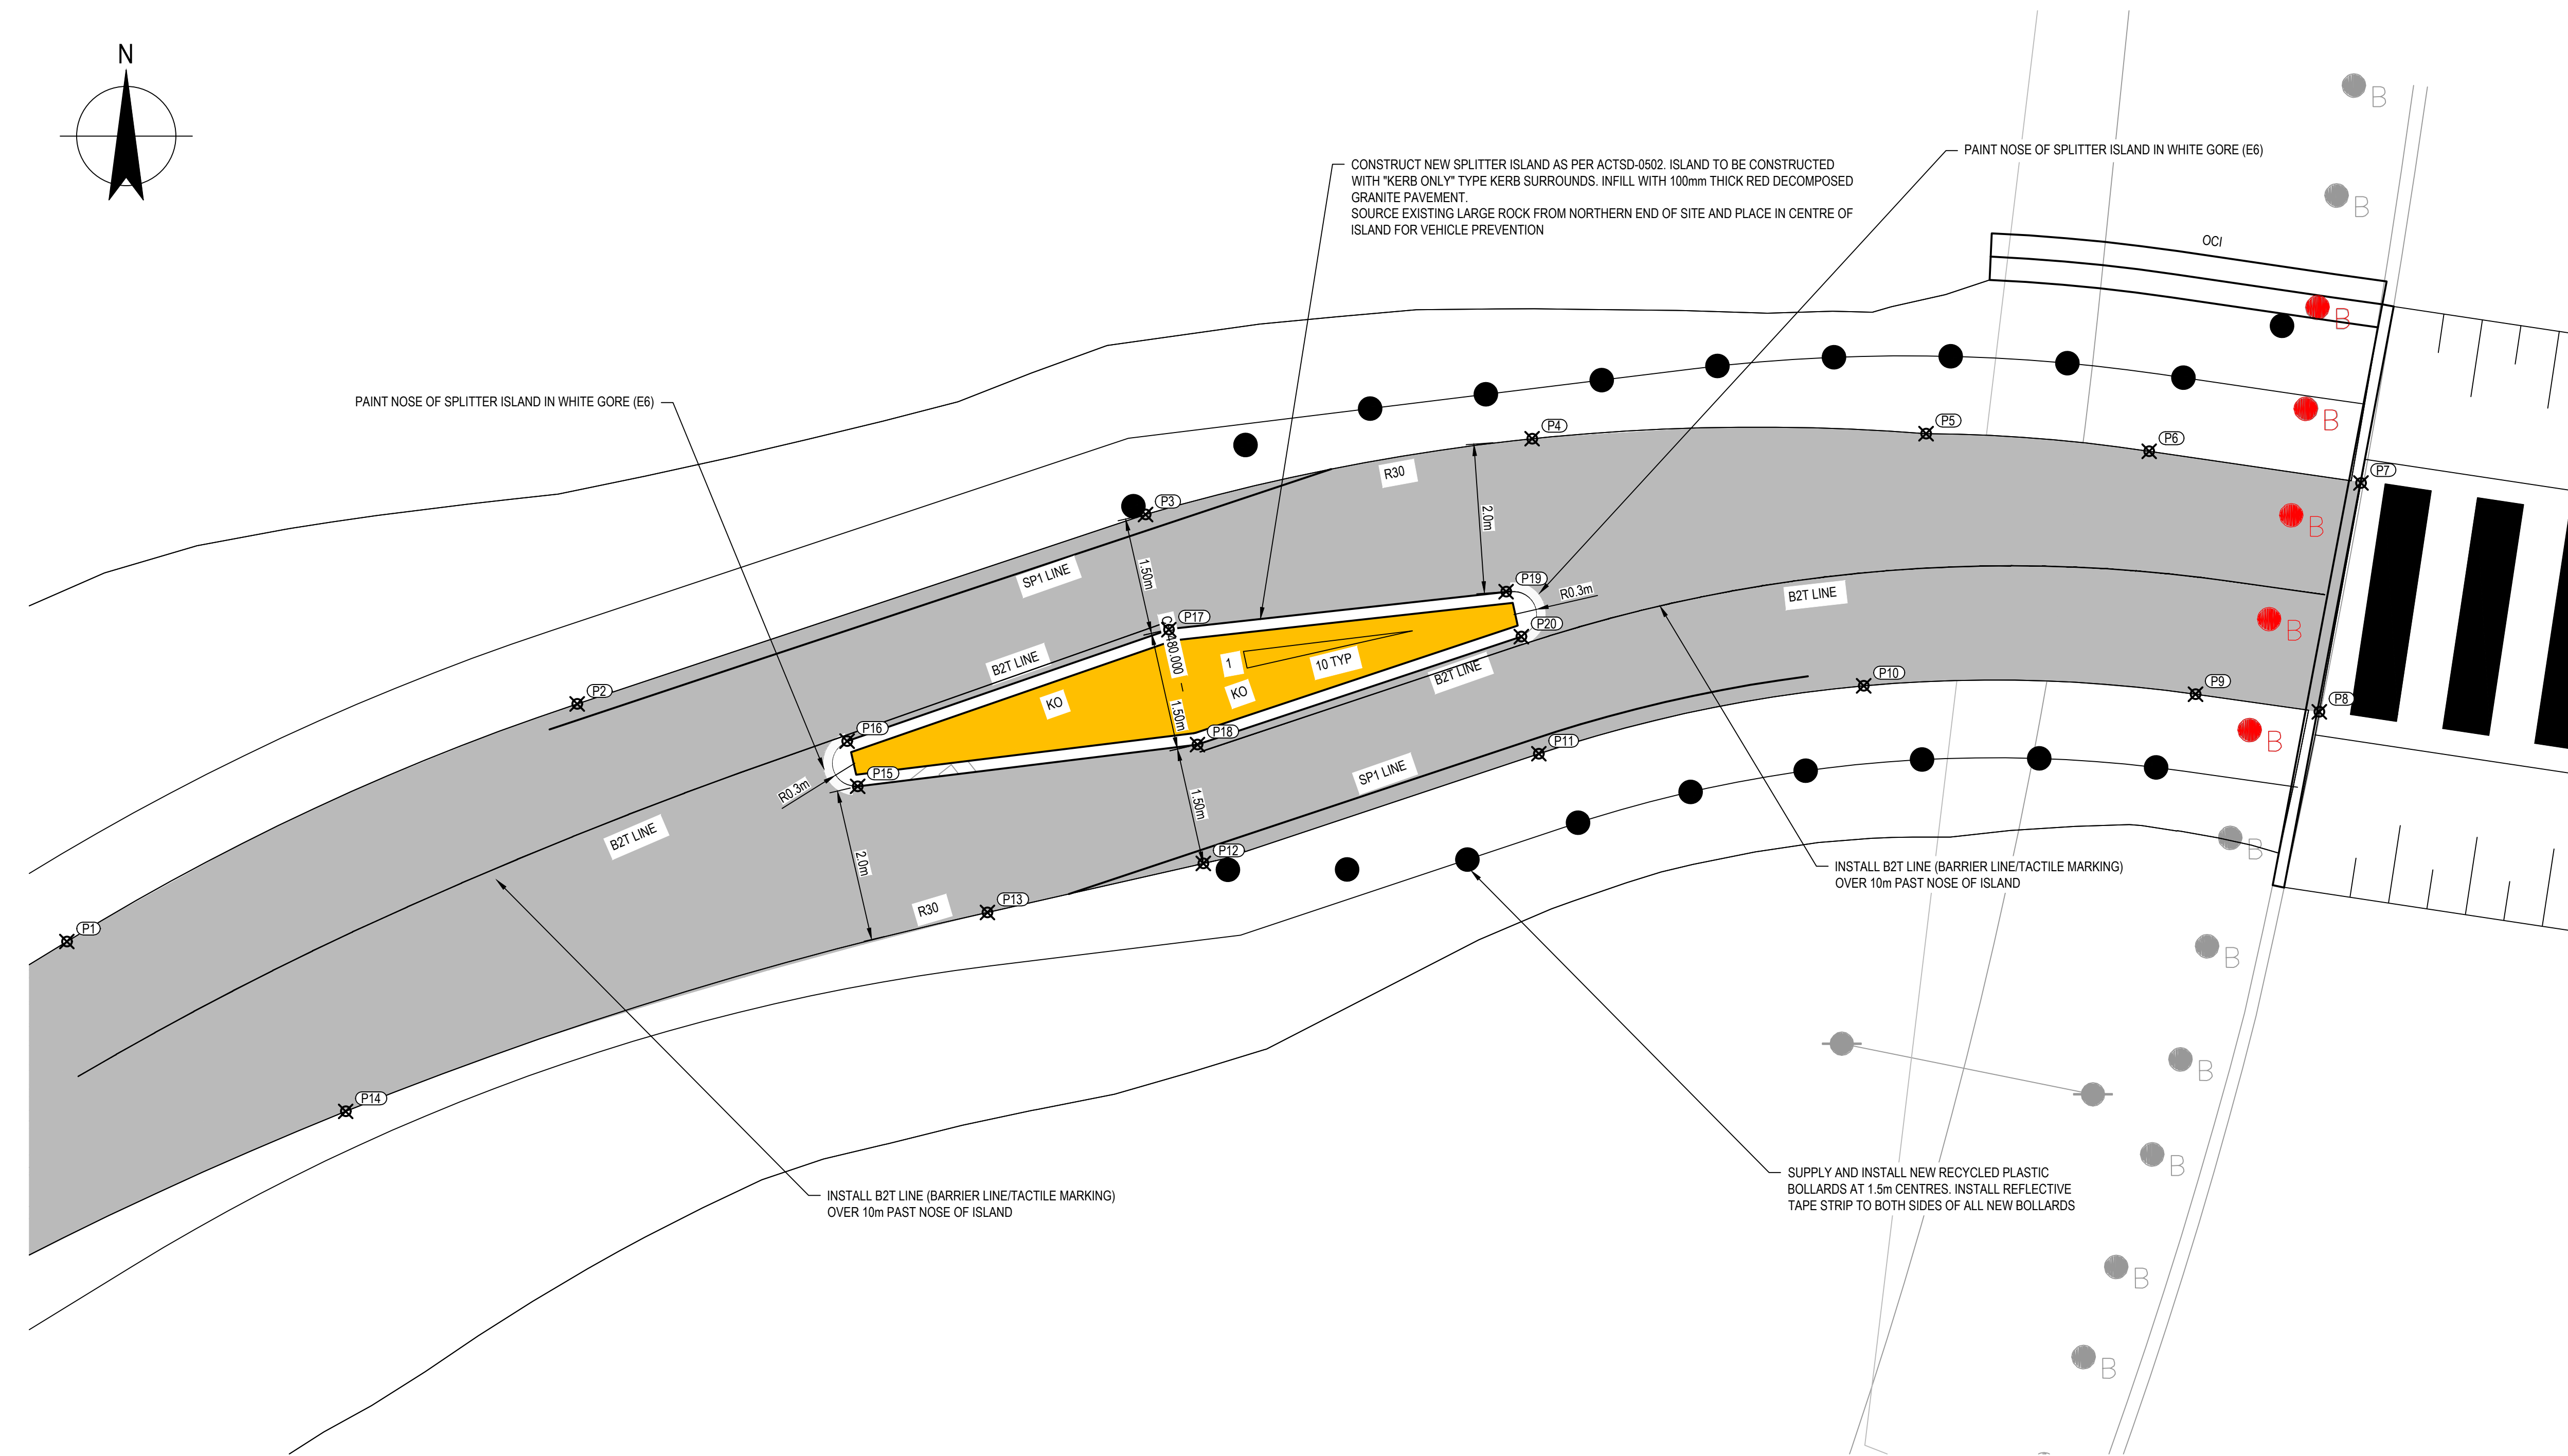 N
B
B
PAINT NOSE OF SPLITTER ISLAND IN WHITE GORE (E6)
CONSTRUCT NEW SPLITTER ISLAND AS PER ACTSD-0502. ISLAND TO BE CONSTRUCTED
WITH "KERB ONLY" TYPE KERB SURROUNDS. INFILL WITH 100mm THICK RED DECOMPOSED
GRANITE PAVEMENT.
SOURCE EXISTING LARGE ROCK FROM NORTHERN END OF SITE AND PLACE IN CENTRE OF
ISLAND FOR VEHICLE PREVENTION
OCI
B
PAINT NOSE OF SPLITTER ISLAND IN WHITE GORE (E6)
B
P4
P5
P6
R30
P7
P3
2.0m
B
SP1 LINE
1.50m
P19
R0.3m
B2T LINE
P17
B
P20
B2T LINE
480.000
1
10 TYP
B2T LINE
P10
P9
P2
KO
KO
P8
1.50m
P16
P18
B
P11
P15
SP1 LINE
R0.3m
1.50m
B2T LINE
P12
2.0m
B
INSTALL B2T LINE (BARRIER LINE/TACTILE MARKING)
OVER 10m PAST NOSE OF ISLAND
P13
R30
P1
B
B
P14
B
SUPPLY AND INSTALL NEW RECYCLED PLASTIC
BOLLARDS AT 1.5m CENTRES. INSTALL REFLECTIVE
TAPE STRIP TO BOTH SIDES OF ALL NEW BOLLARDS
INSTALL B2T LINE (BARRIER LINE/TACTILE MARKING)
OVER 10m PAST NOSE OF ISLAND
B
B